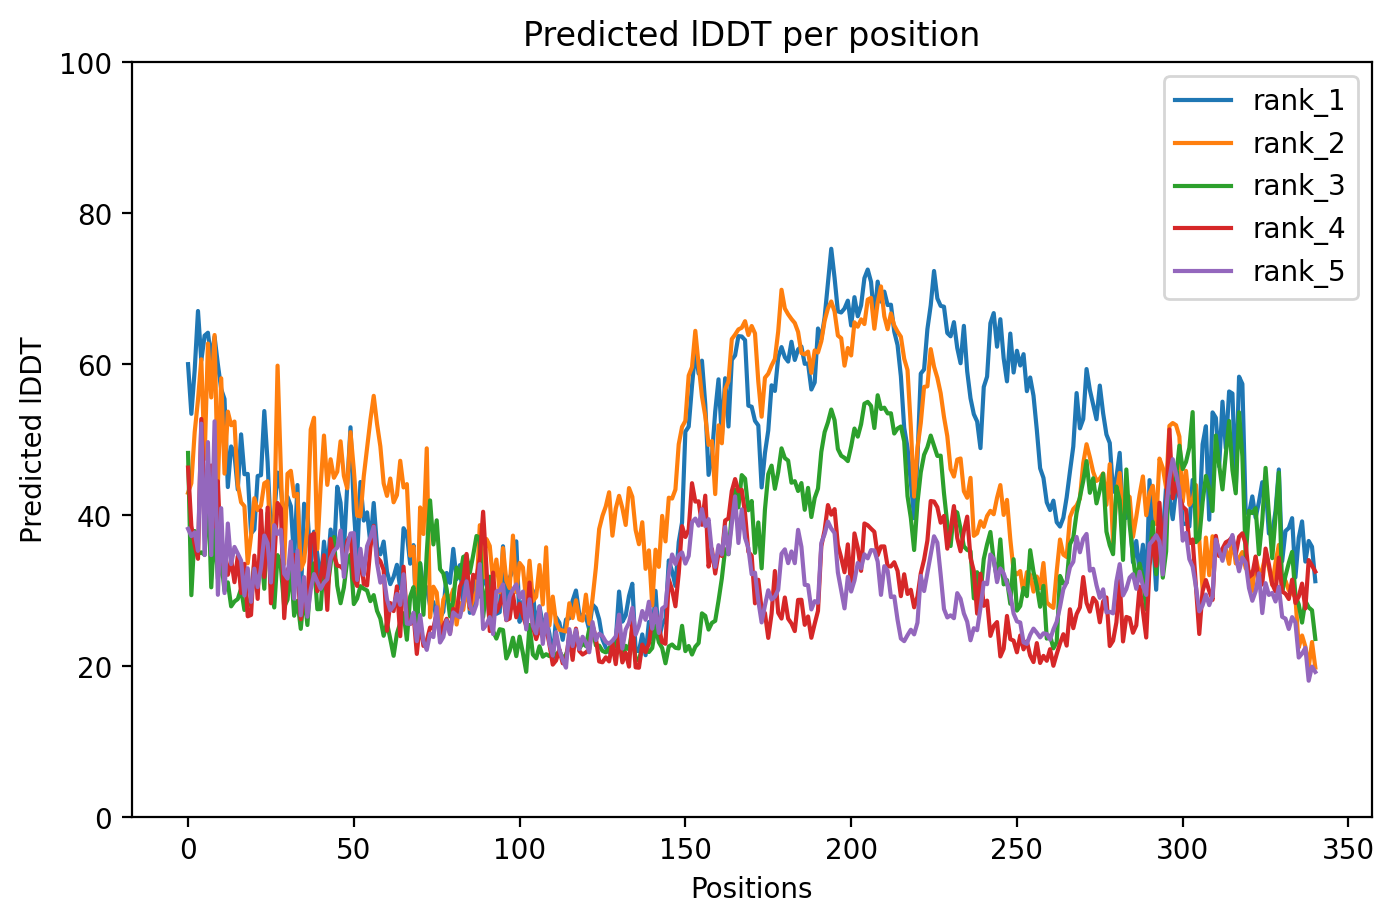 Predicted lDDT per position
100
80
60
40
20
0
Predicted lDDT
0 50 100 150 200 250 300 350
Positions
rank_1
rank_2
rank_3
rank_4
rank_5